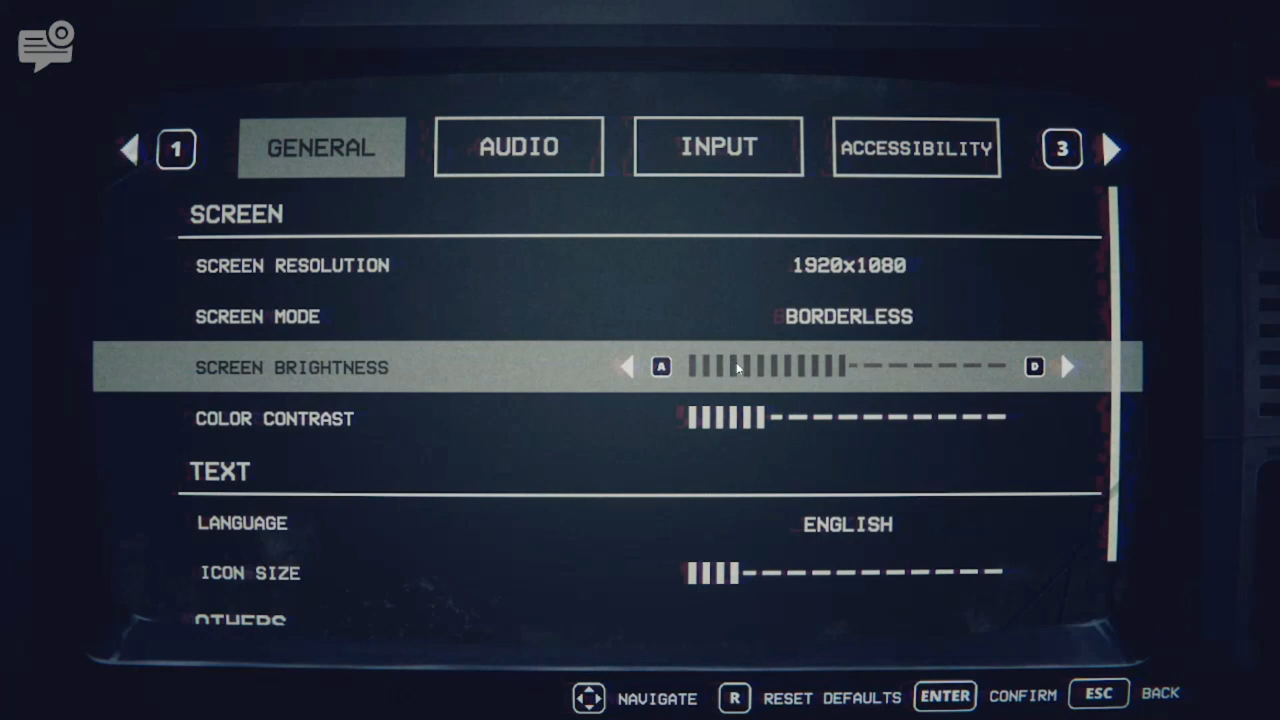 1 GENERAL AUDIO INPUT ACCESSIBILITY 3
SCREEN
SCREEN RESOLUTION 1920x1080
SCREEN MODE BORDERLESS
SCREEN BRIGHTNESS A D
COLOR CONTRAST
TEXT
LANGUAGE ENGLISH
ICON SIZE
OTHERS
NAVIGATE R RESET DEFAULTS ENTER CONFIRM ESC BACK